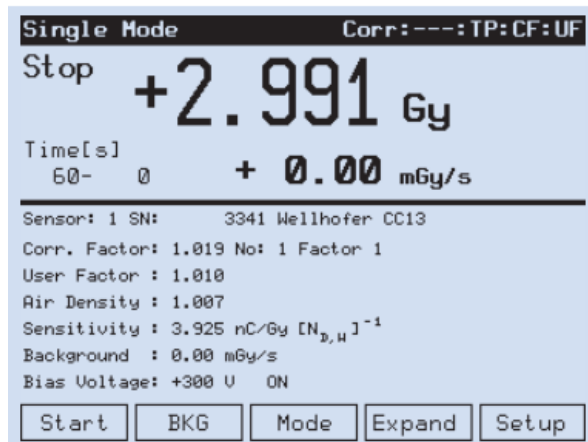 Single Mode Corr:---:TP:CF:UF
Stop +2.991 Gy
Time[s]
60- 0 + 0.00 mGy/s
Sensor: 1 SN: 3341 Wellhofer CC13
Corr. Factor: 1.019 No: 1 Factor 1
User Factor : 1.010
Air Density : 1.007
Sensitivity : 3.925 nC/Gy [N_D,W]^-1
Background : 0.00 mGy/s
Bias Voltage: +300 V ON
Start BKG Mode Expand Setup